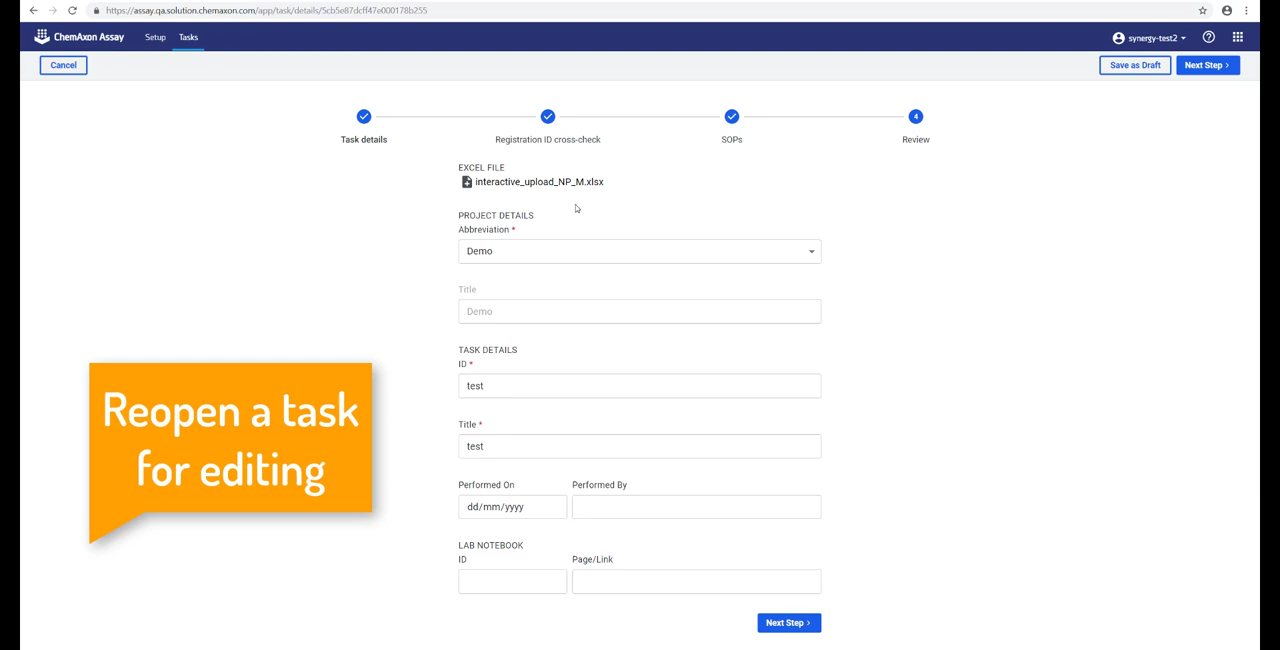 https://assay.qa.solution.chemaxon.com/app/task/details/5cb5e87dcff47e000178b255
ChemAxon Assay
Setup
Tasks
synergy-test2
Cancel
Save as Draft
Next Step
4
Task details
Registration ID cross-check
SOPs
Review
EXCEL FILE
interactive_upload_NP_M.xlsx
PROJECT DETAILS
Abbreviation *
Demo
Title
Demo
TASK DETAILS
ID *
test
Title *
test
Performed On
Performed By
dd/mm/yyyy
LAB NOTEBOOK
ID
Page/Link
Next Step
Reopen a task
for editing